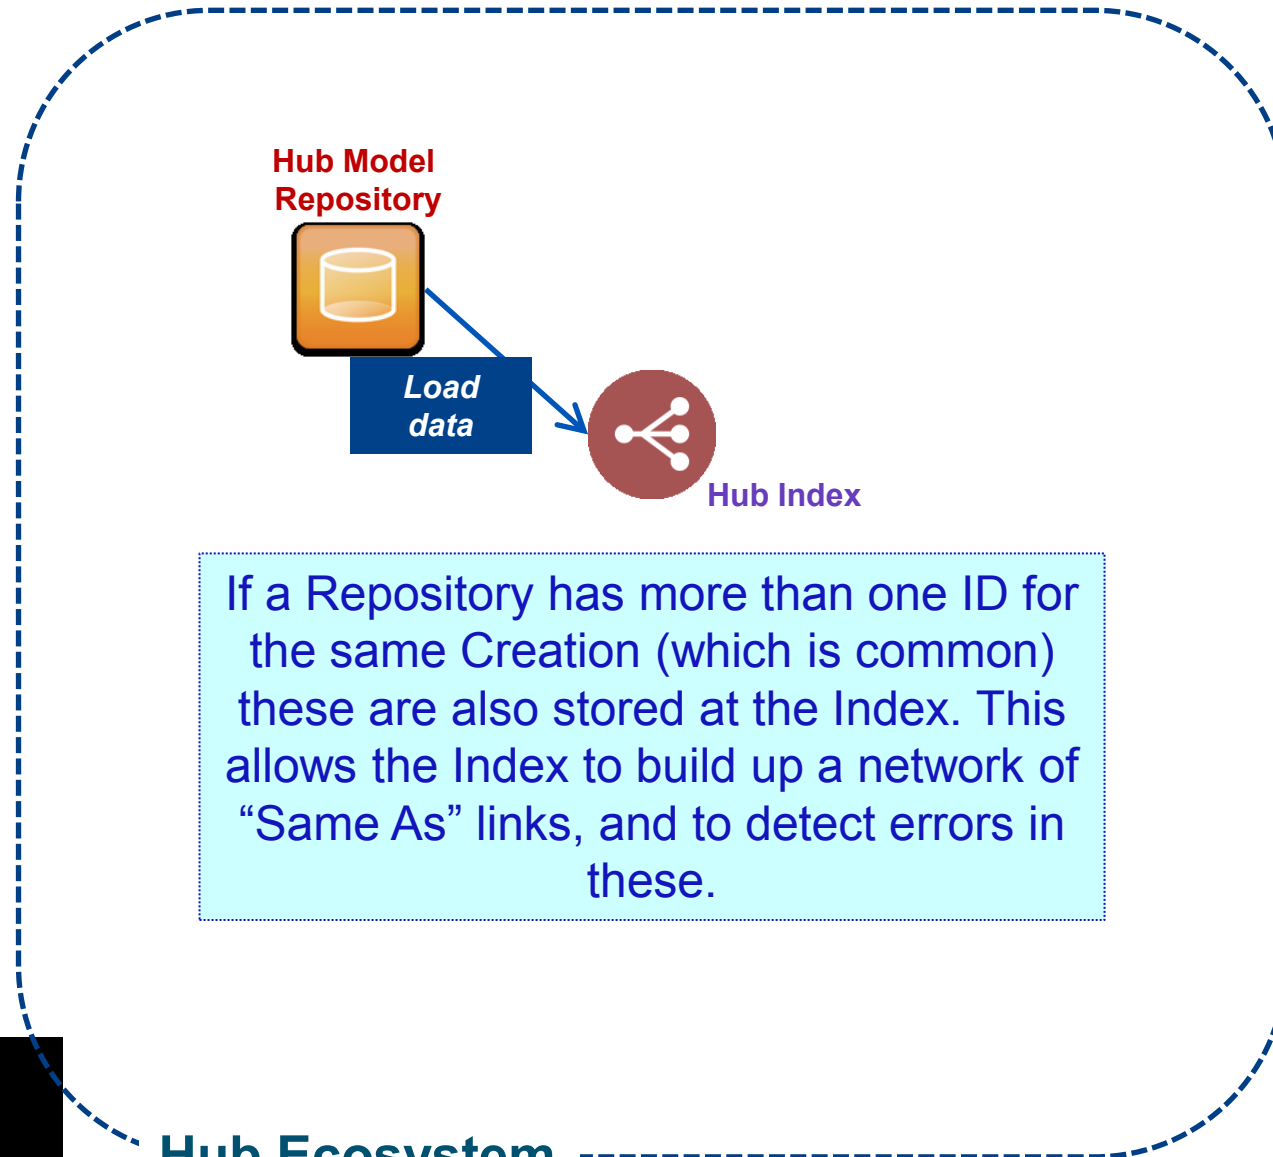 Hub Model
Repository
Load
data
Hub Index
If a Repository has more than one ID for
the same Creation (which is common)
these are also stored at the Index. This
allows the Index to build up a network of
“Same As” links, and to detect errors in
these.
Hub Ecosystem